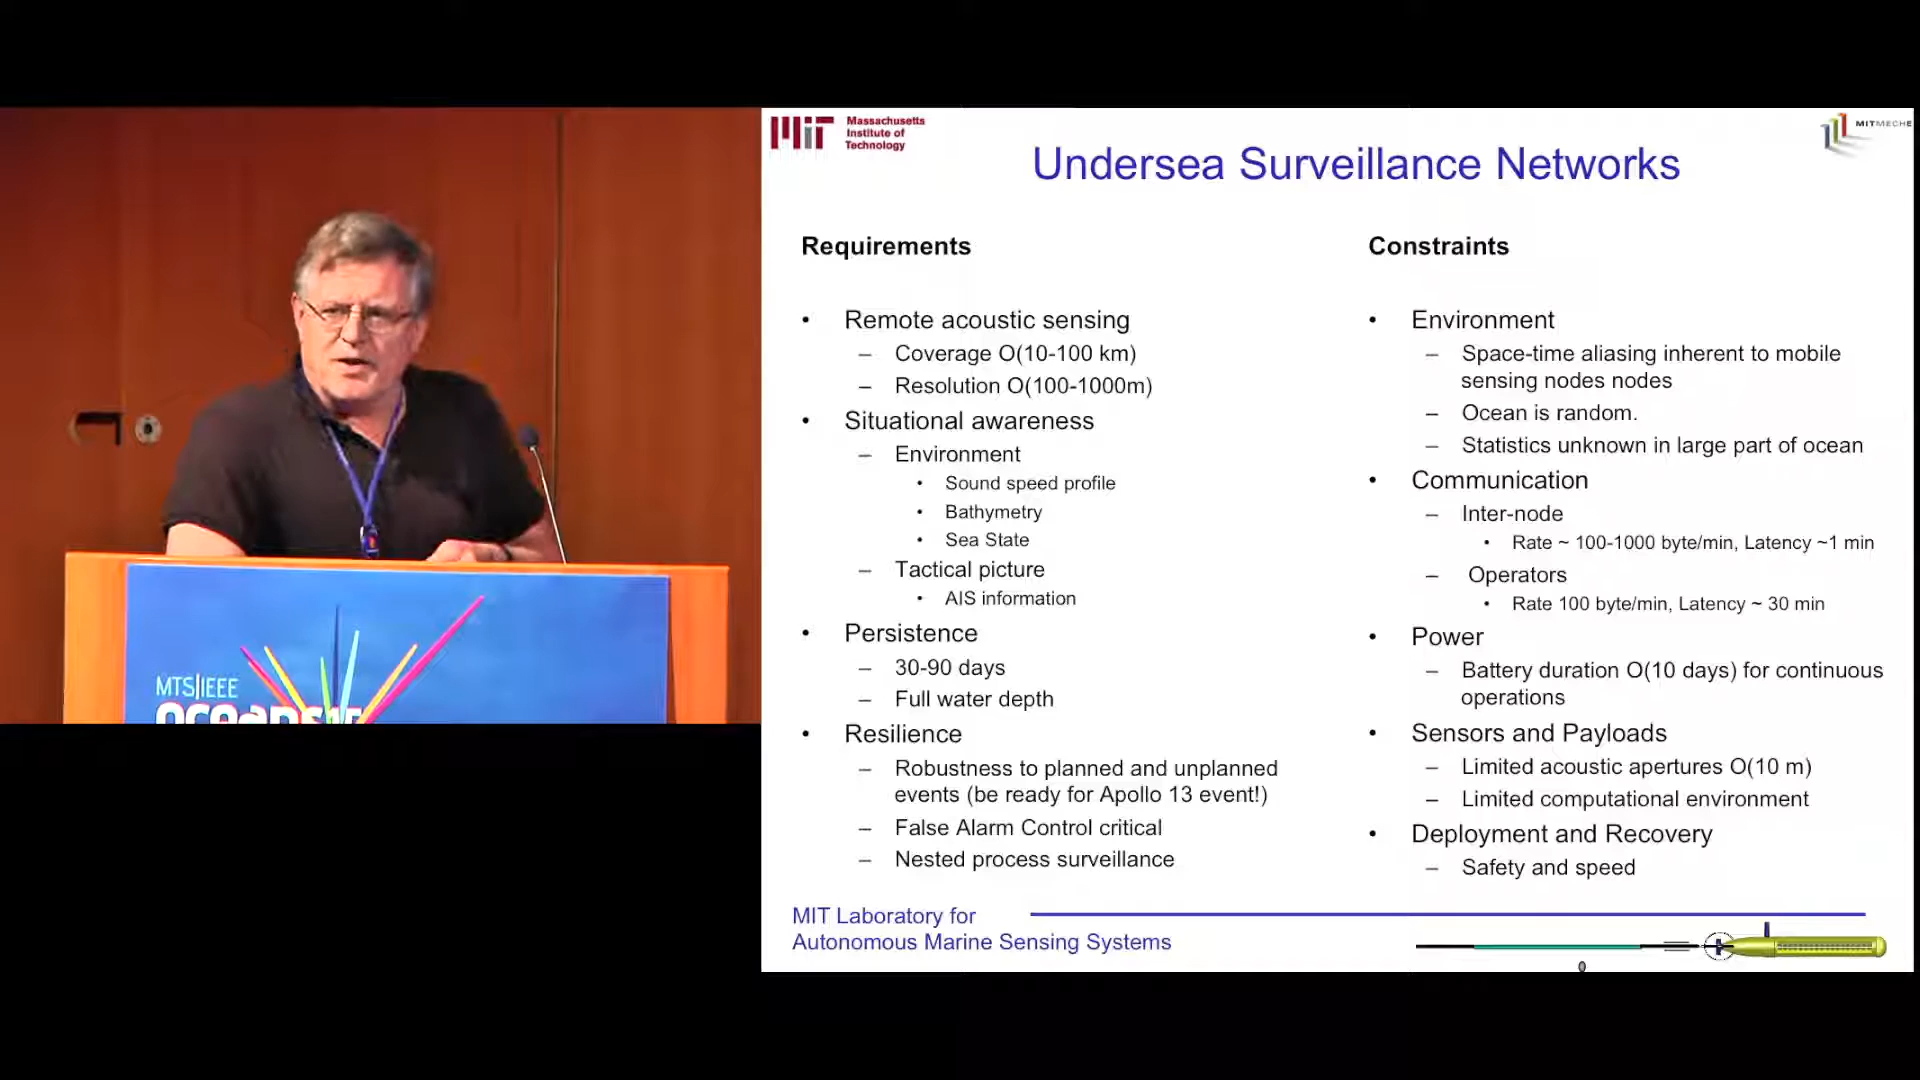 MIT
Massachusetts
Institute of
Technology
MITMECHE
Undersea Surveillance Networks
Requirements
• Remote acoustic sensing
– Coverage O(10-100 km)
– Resolution O(100-1000m)
• Situational awareness
– Environment
• Sound speed profile
• Bathymetry
• Sea State
– Tactical picture
• AIS information
• Persistence
– 30-90 days
– Full water depth
• Resilience
– Robustness to planned and unplanned
events (be ready for Apollo 13 event!)
– False Alarm Control critical
– Nested process surveillance
Constraints
• Environment
– Space-time aliasing inherent to mobile
sensing nodes nodes
– Ocean is random.
– Statistics unknown in large part of ocean
• Communication
– Inter-node
• Rate ~ 100-1000 byte/min, Latency ~1 min
– Operators
• Rate 100 byte/min, Latency ~ 30 min
• Power
– Battery duration O(10 days) for continuous
operations
• Sensors and Payloads
– Limited acoustic apertures O(10 m)
– Limited computational environment
• Deployment and Recovery
– Safety and speed
MIT Laboratory for
Autonomous Marine Sensing Systems
MTS|IEEE